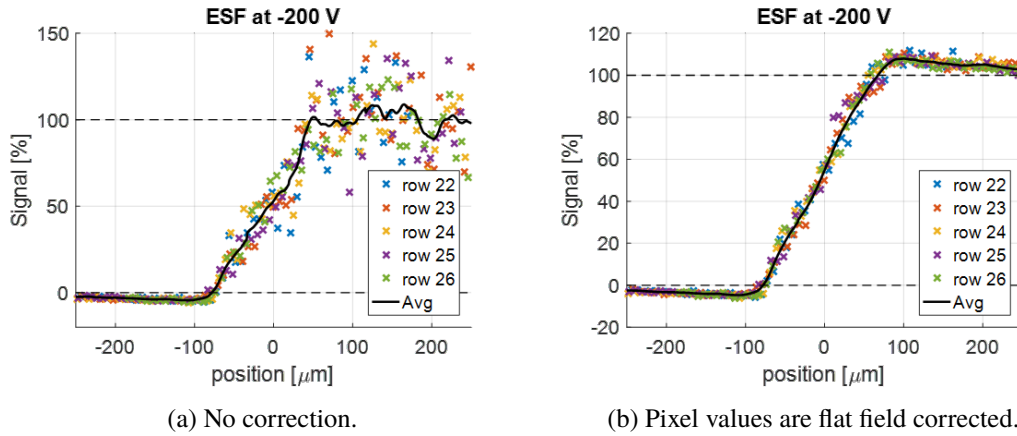 ESF at -200 V
150
100
50
0
Signal [%]
-200 -100 0 100 200
position [μm]
row 22
row 23
row 24
row 25
row 26
Avg
(a) No correction.
ESF at -200 V
120
100
80
60
40
20
0
-20
Signal [%]
-200 -100 0 100 200
position [μm]
row 22
row 23
row 24
row 25
row 26
Avg
(b) Pixel values are flat field corrected.